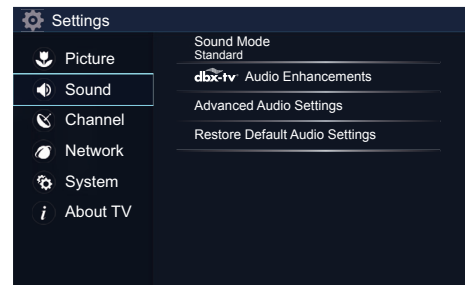 Settings
Picture
Sound
Channel
Network
System
i About TV
Sound Mode
Standard
dbx-tv Audio Enhancements
Advanced Audio Settings
Restore Default Audio Settings